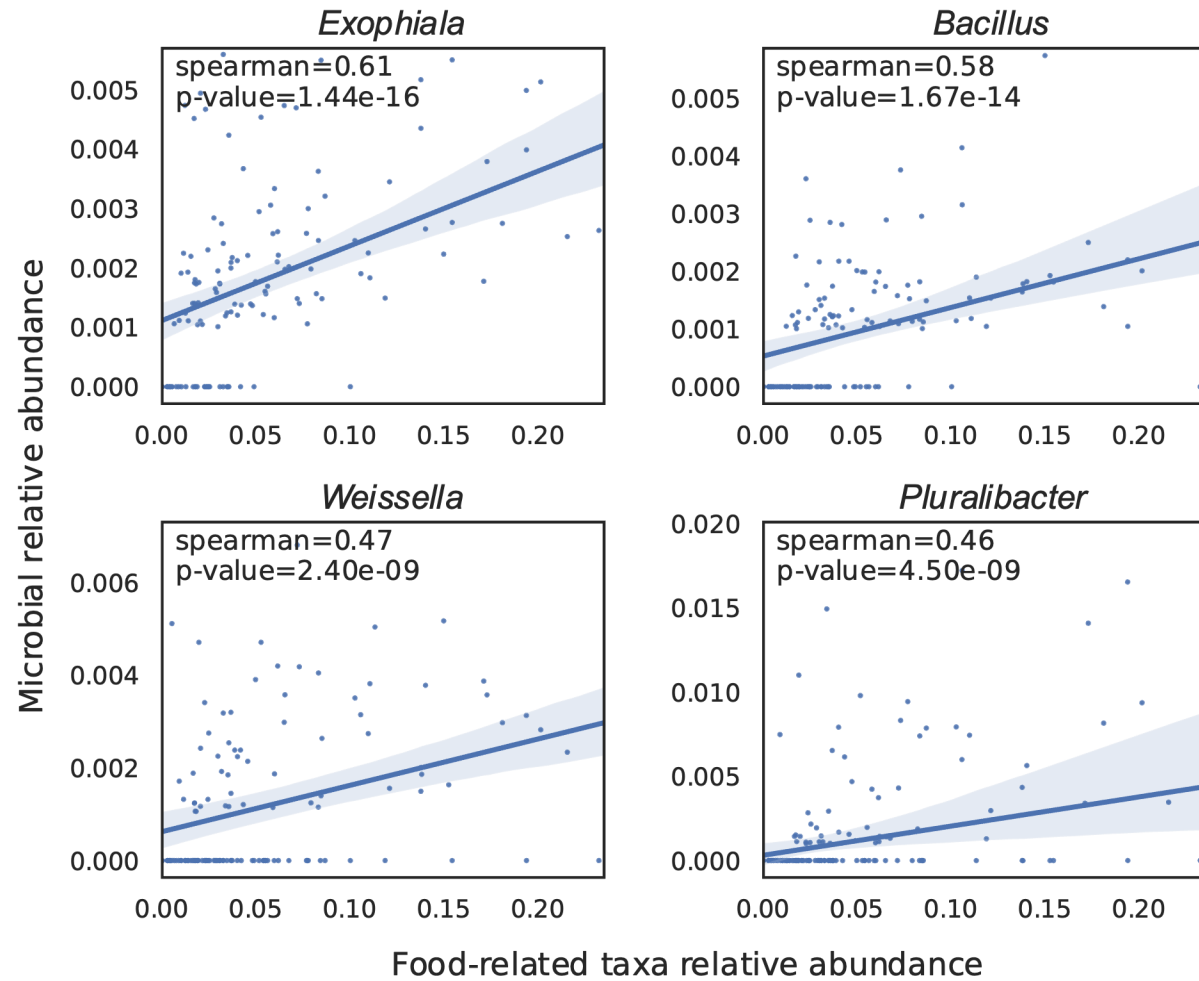 Exophiala
spearman=0.61
p-value=1.44e-16
0.005
0.004
0.003
0.002
0.001
0.000
0.00 0.05 0.10 0.15 0.20
Bacillus
spearman=0.58
p-value=1.67e-14
0.005
0.004
0.003
0.002
0.001
0.000
0.00 0.05 0.10 0.15 0.20
Microbial relative abundance
Weissella
spearman=0.47
p-value=2.40e-09
0.006
0.004
0.002
0.000
0.00 0.05 0.10 0.15 0.20
Pluralibacter
spearman=0.46
p-value=4.50e-09
0.020
0.015
0.010
0.005
0.000
0.00 0.05 0.10 0.15 0.20
Food-related taxa relative abundance